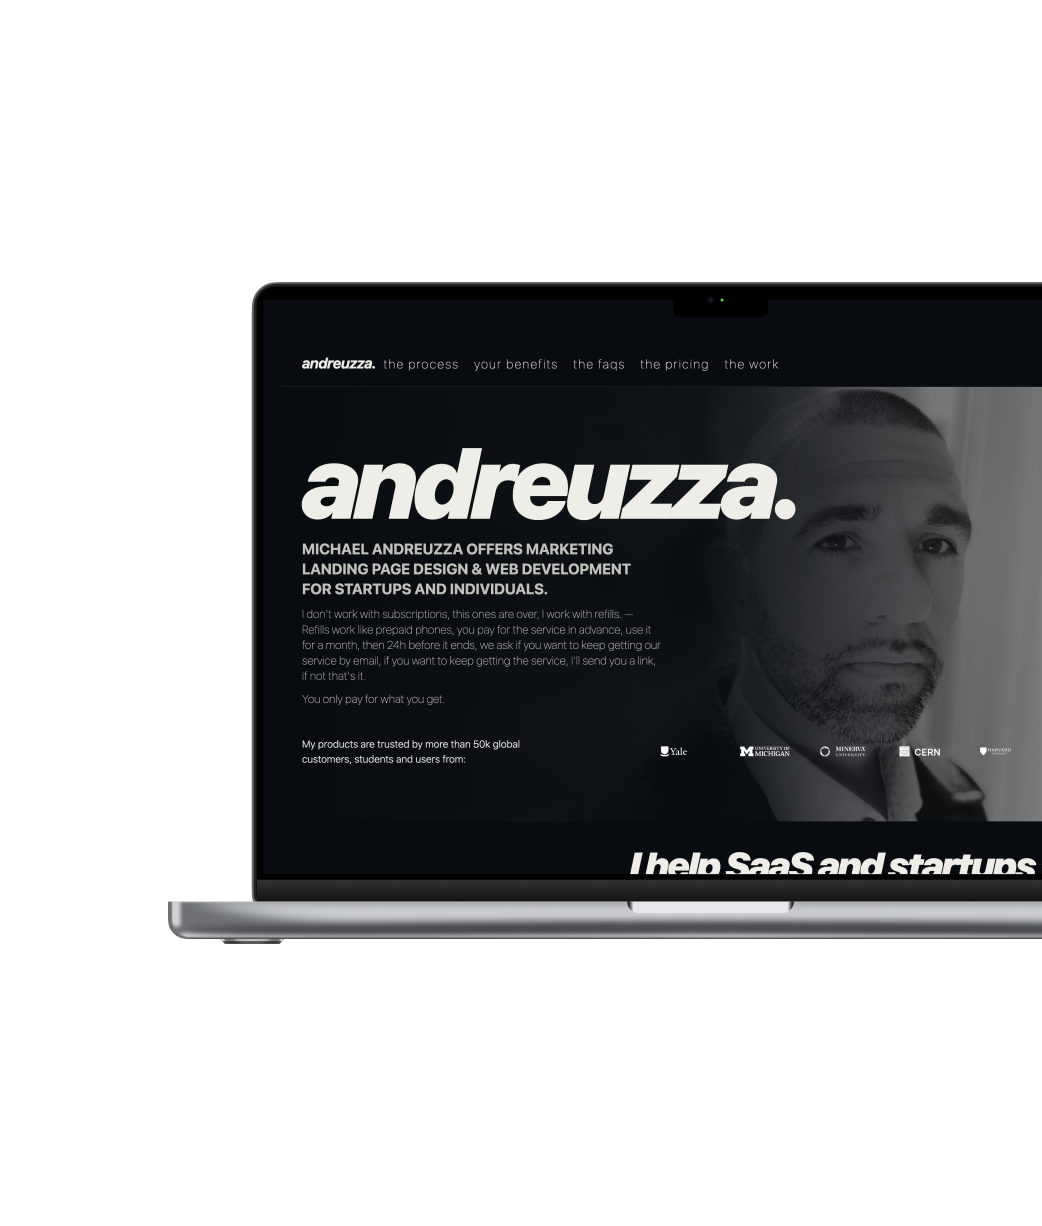 andreuzza. the process your benefits the faqs the pricing the work
andreuzza.
MICHAEL ANDREUZZA OFFERS MARKETING
LANDING PAGE DESIGN & WEB DEVELOPMENT
FOR STARTUPS AND INDIVIDUALS.
I don't work with subscriptions, this ones are over, I work with refills. —
Refills work like prepaid phones, you pay for the service in advance, use it
for a month, then 24h before it ends, we ask if you want to keep getting our
service by email, if you want to keep getting the service, I'll send you a link,
if not that's it.
You only pay for what you get.
My products are trusted by more than 50k global
customers, students and users from:
Yale
UNIVERSITY OF
MICHIGAN
MINERVA
UNIVERSITY
CERN
HARVARD
I help SaaS and startups